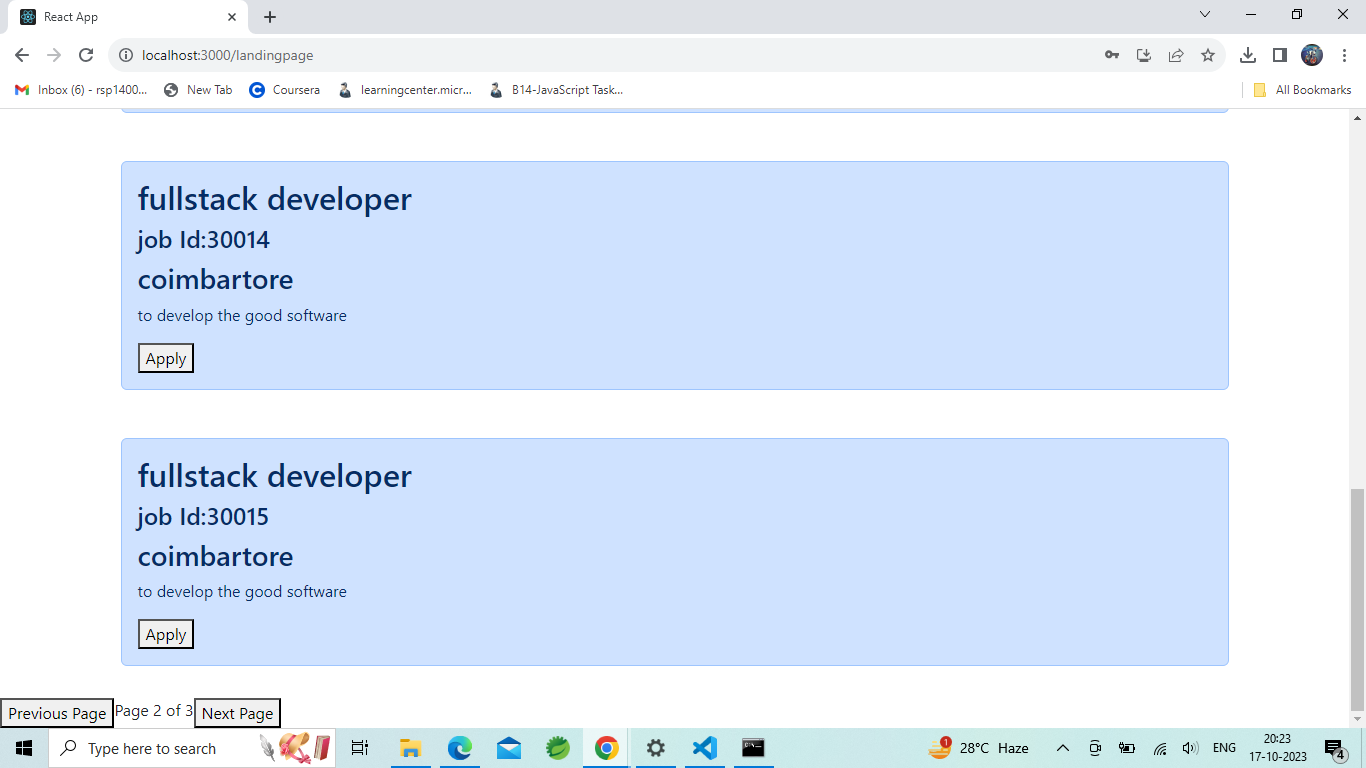 React App
localhost:3000/landingpage
Inbox (6) - rsp1400...
New Tab
Coursera
learningcenter.micr...
B14-JavaScript Task...
All Bookmarks
fullstack developer
job Id:30014
coimbartore
to develop the good software
Apply
fullstack developer
job Id:30015
coimbartore
to develop the good software
Apply
Previous Page Page 2 of 3 Next Page
Type here to search
1
28°C Haze
ENG
20:23
17-10-2023
4